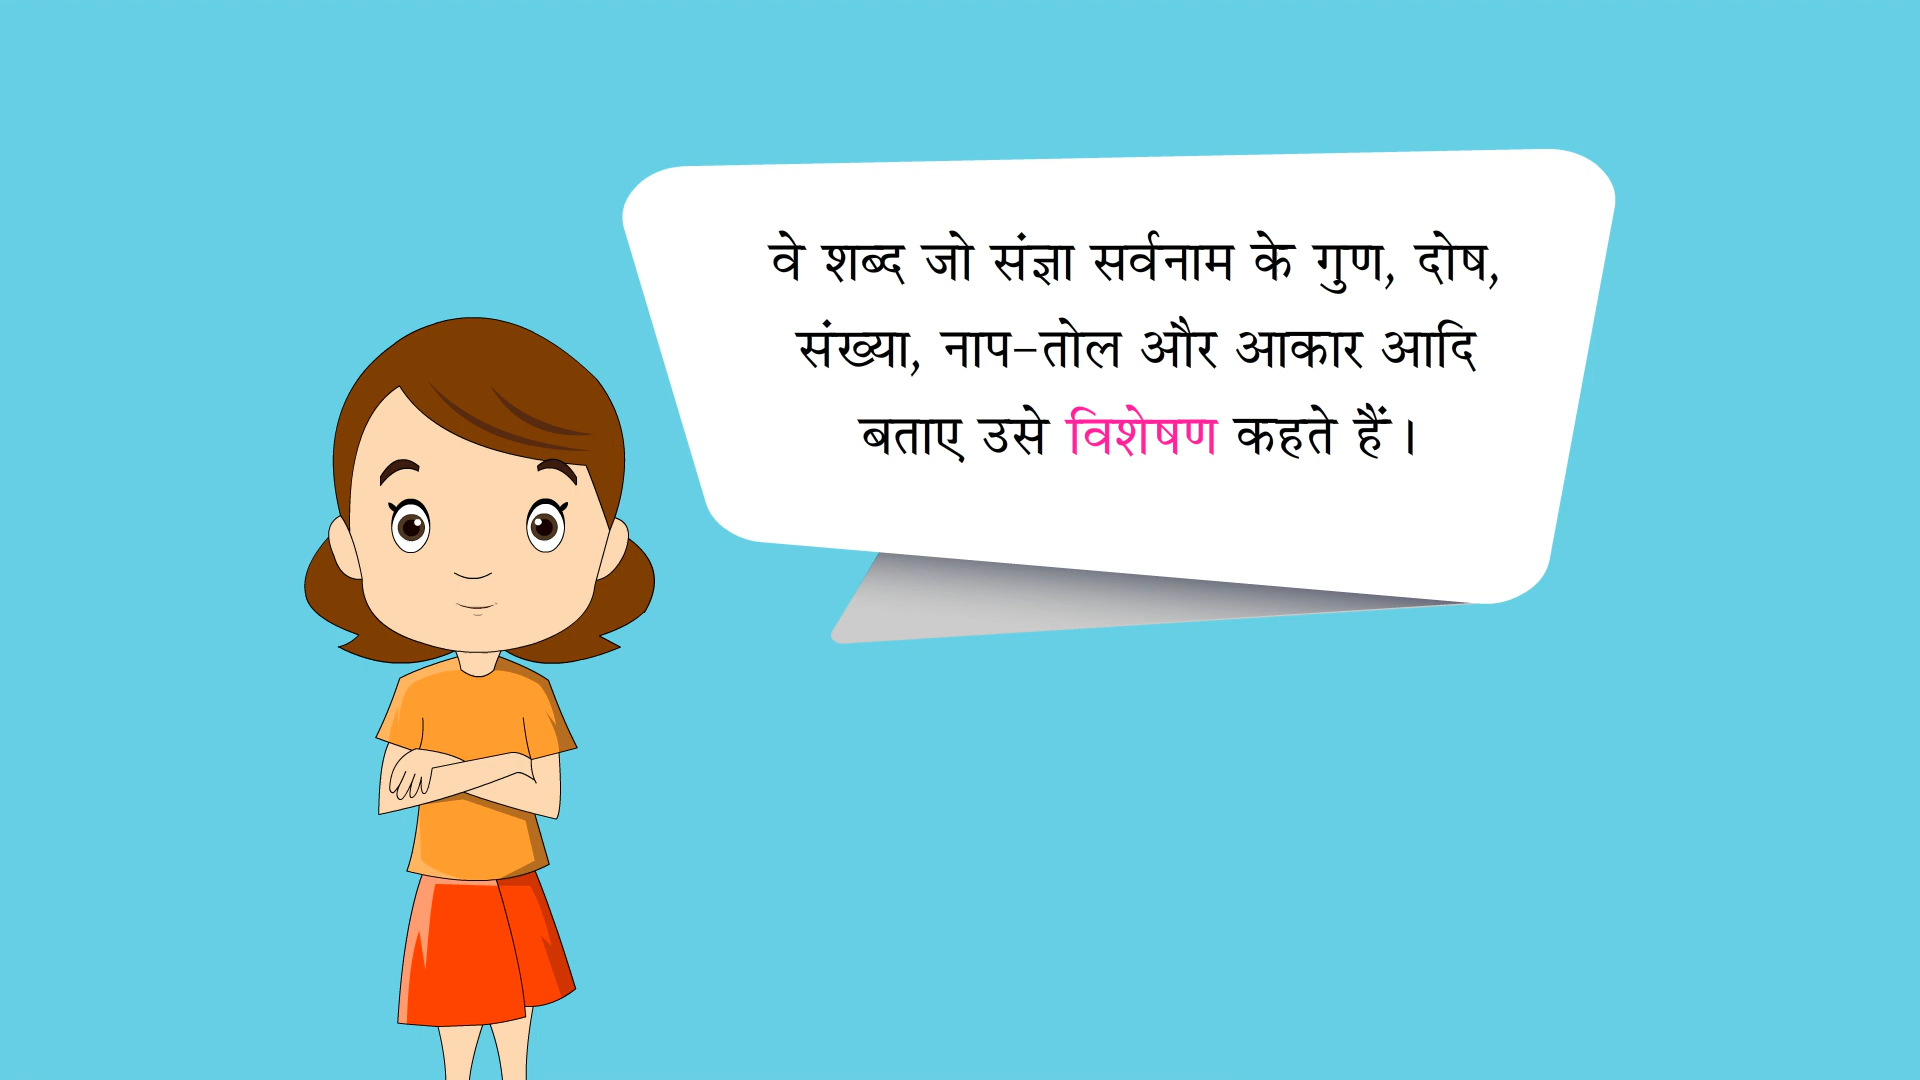 वे शब्द जो संज्ञा सर्वनाम के गुण, दोष,
संख्या, नाप-तोल और आकार आदि
बताए उसे विशेषण कहते हैं।